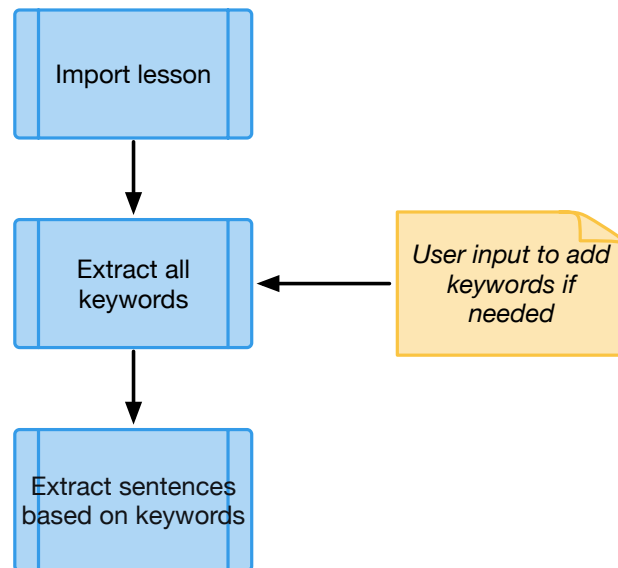 Import lesson
Extract all
keywords
User input to add
keywords if
needed
Extract sentences
based on keywords